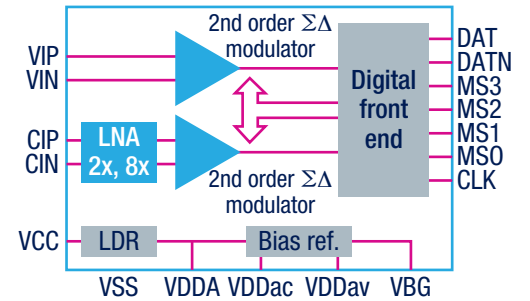 2nd order ΣΔ
modulator
VIP
VIN
CIP
CIN
LNA
2x, 8x
2nd order ΣΔ
modulator
Digital
front
end
DAT
DATN
MS3
MS2
MS1
MS0
CLK
VCC
LDR
Bias ref.
VSS
VDDA
VDDac
VDDav
VBG